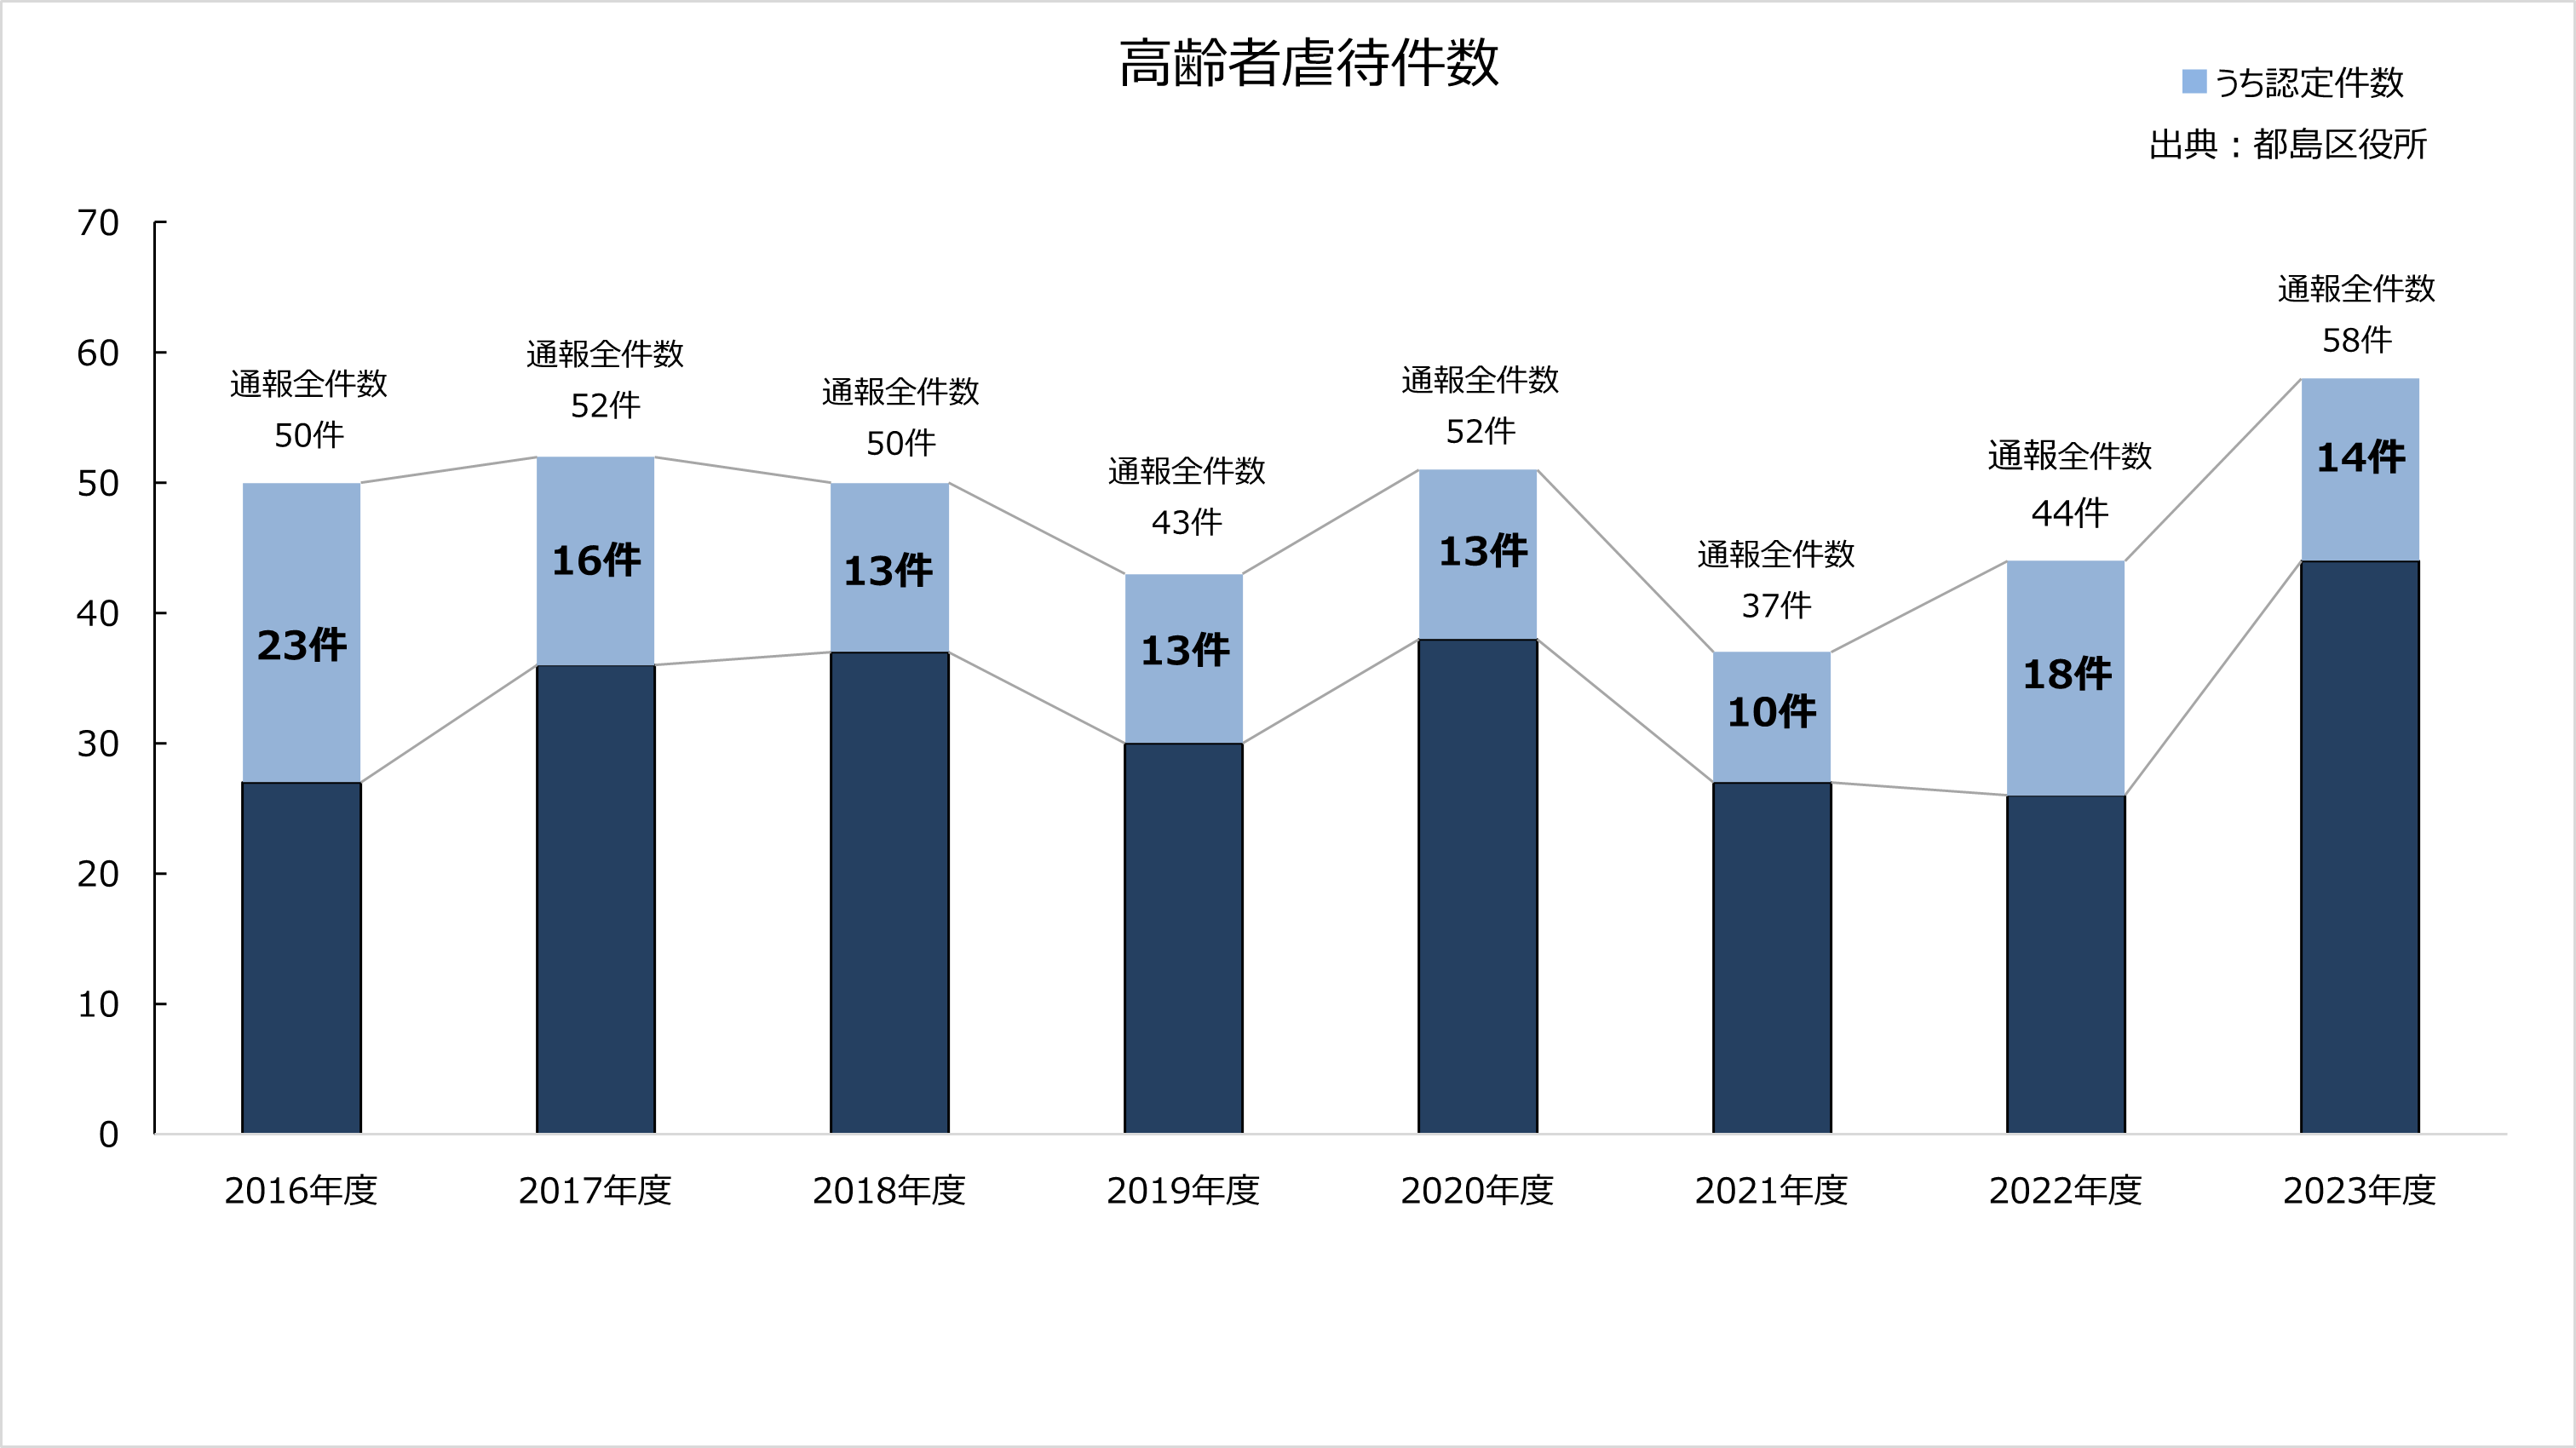 高齢者虐待件数
うち認定件数
出典：都島区役所
70
60
50
40
30
20
10
0
通報全件数
50件
通報全件数
52件
通報全件数
50件
通報全件数
43件
通報全件数
52件
通報全件数
37件
通報全件数
44件
通報全件数
58件
23件
16件
13件
13件
13件
10件
18件
14件
2016年度
2017年度
2018年度
2019年度
2020年度
2021年度
2022年度
2023年度